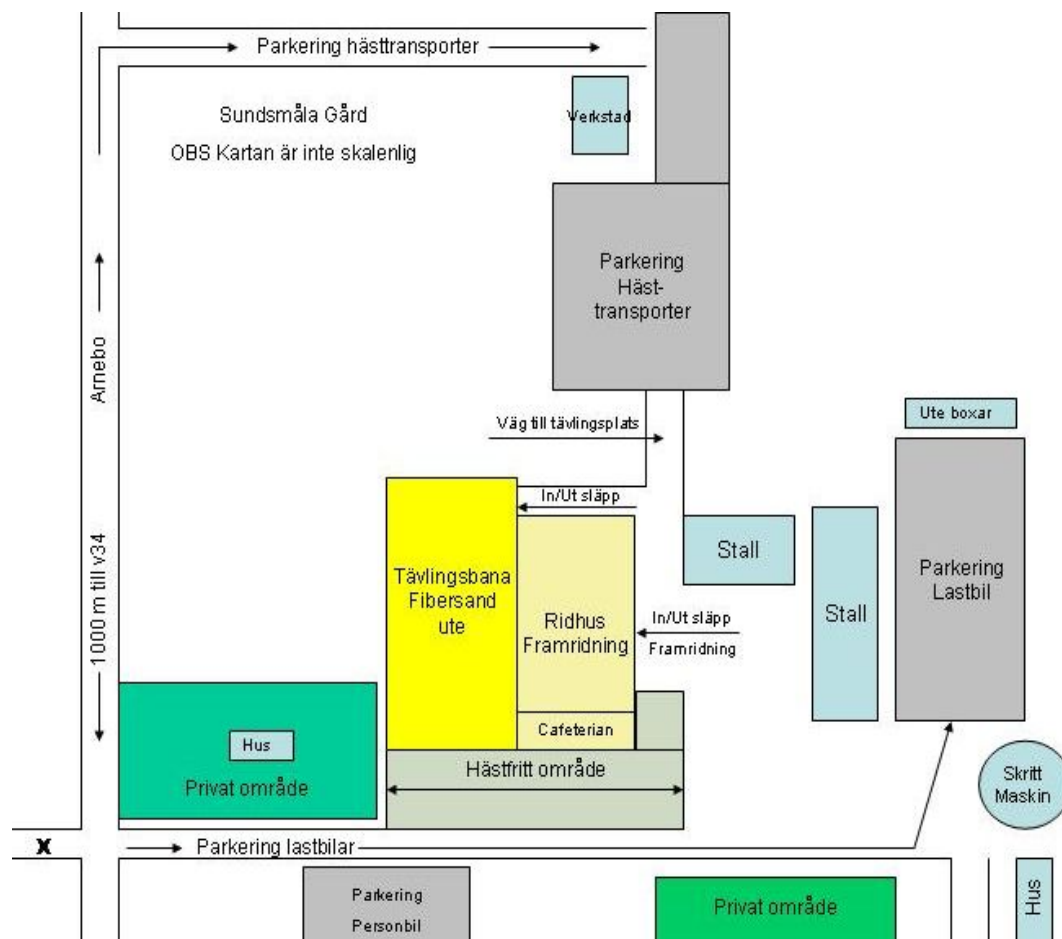 Parkering hästtransporter
Sundsmåla Gård
OBS Kartan är inte skalenlig
Verkstad
Parkering
Häst-
transporter
Arnebo
1000 m till v34
Väg till tävlingsplats
In/Ut släpp
Ute boxar
Tävlingsbana
Fibersand
ute
Ridhus
Framridning
In/Ut släpp
Framridning
Stall
Stall
Parkering
Lastbil
Cafeterian
Hus
Privat område
Hästfritt område
Skritt
Maskin
X
Parkering lastbilar
Parkering
Personbil
Privat område
Hus